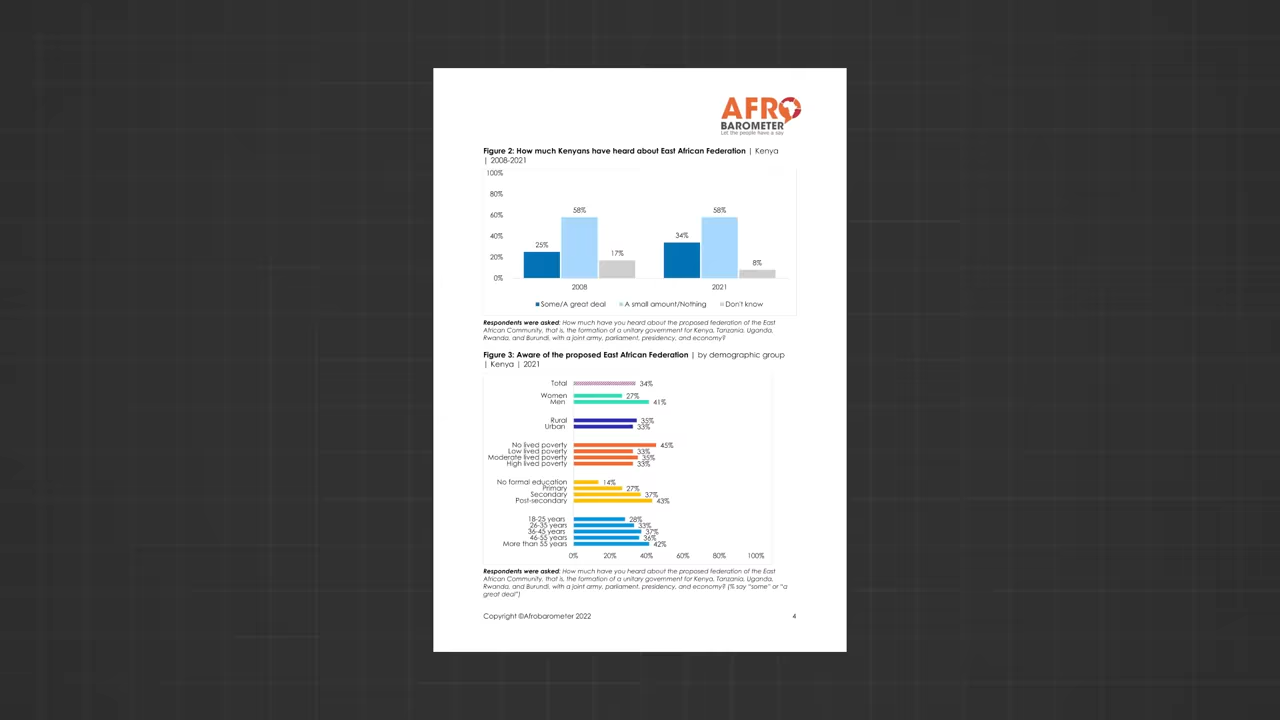 AFRO
BAROMETER
Let the people have a say
Figure 2: How much Kenyans have heard about East African Federation | Kenya
| 2008-2021
100%
80%
60%
40%
20%
0%
25%
58%
17%
34%
58%
8%
2008
2021
Some/A great deal
A small amount/Nothing
Don't know
Respondents were asked: How much have you heard about the proposed federation of the East
African Community, that is, the formation of a unitary government for Kenya, Tanzania, Uganda,
Rwanda, and Burundi, with a joint army, parliament, presidency, and economy?
Figure 3: Aware of the proposed East African Federation | by demographic group
| Kenya | 2021
Total 34%
Women 27%
Men 41%
Rural 35%
Urban 33%
No lived poverty 45%
Low lived poverty 33%
Moderate lived poverty 35%
High lived poverty 33%
No formal education 14%
Primary 27%
Secondary 37%
Post-secondary 43%
18-25 years 28%
26-35 years 33%
36-45 years 37%
46-55 years 36%
More than 55 years 42%
0% 20% 40% 60% 80% 100%
Respondents were asked: How much have you heard about the proposed federation of the East
African Community, that is, the formation of a unitary government for Kenya, Tanzania, Uganda,
Rwanda, and Burundi, with a joint army, parliament, presidency, and economy? (% say "some" or "a
great deal")
Copyright ©Afrobarometer 2022
4